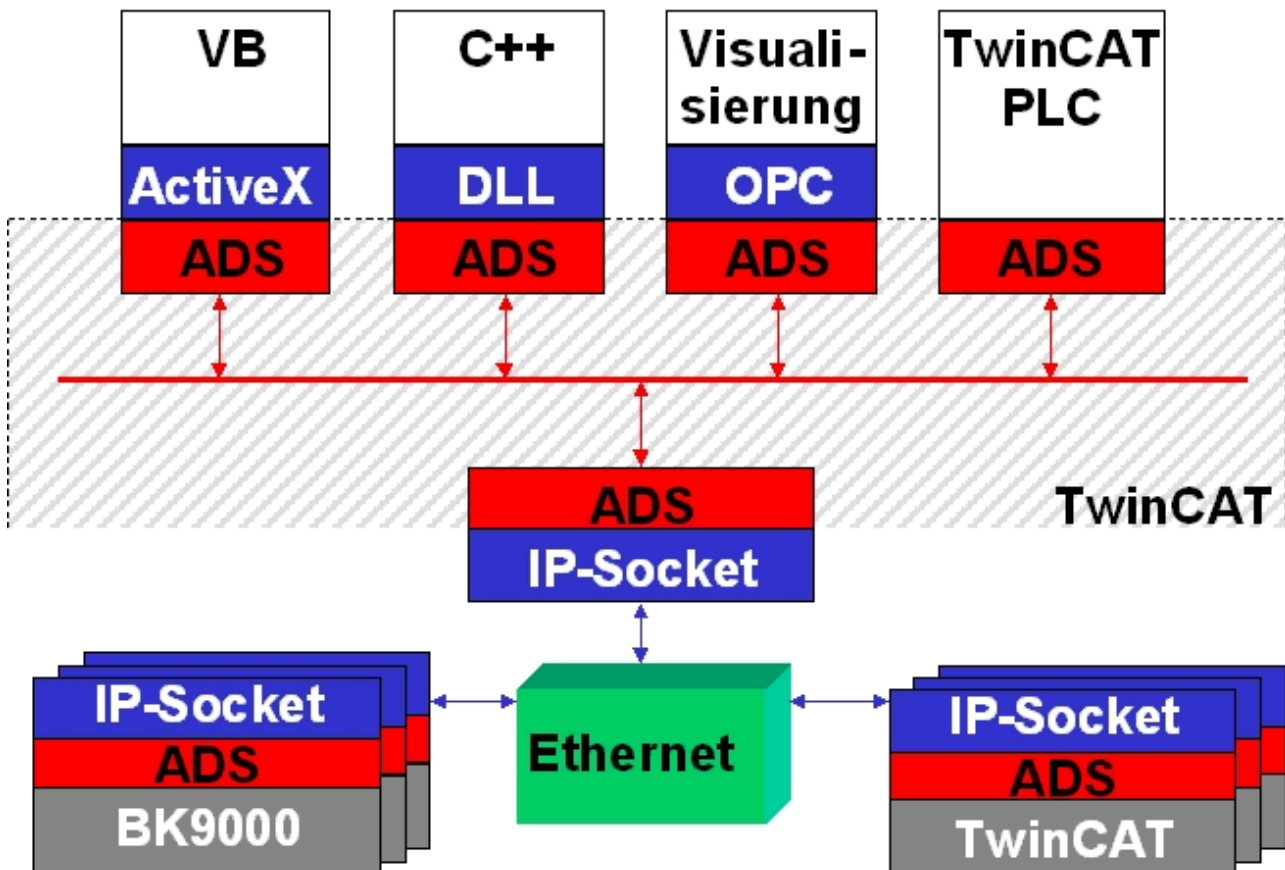 VB
C++
Visuali-
sierung
TwinCAT
PLC
ActiveX
DLL
OPC
ADS
ADS
ADS
ADS
ADS
IP-Socket
TwinCAT
IP-Socket
ADS
BK9000
Ethernet
IP-Socket
ADS
TwinCAT